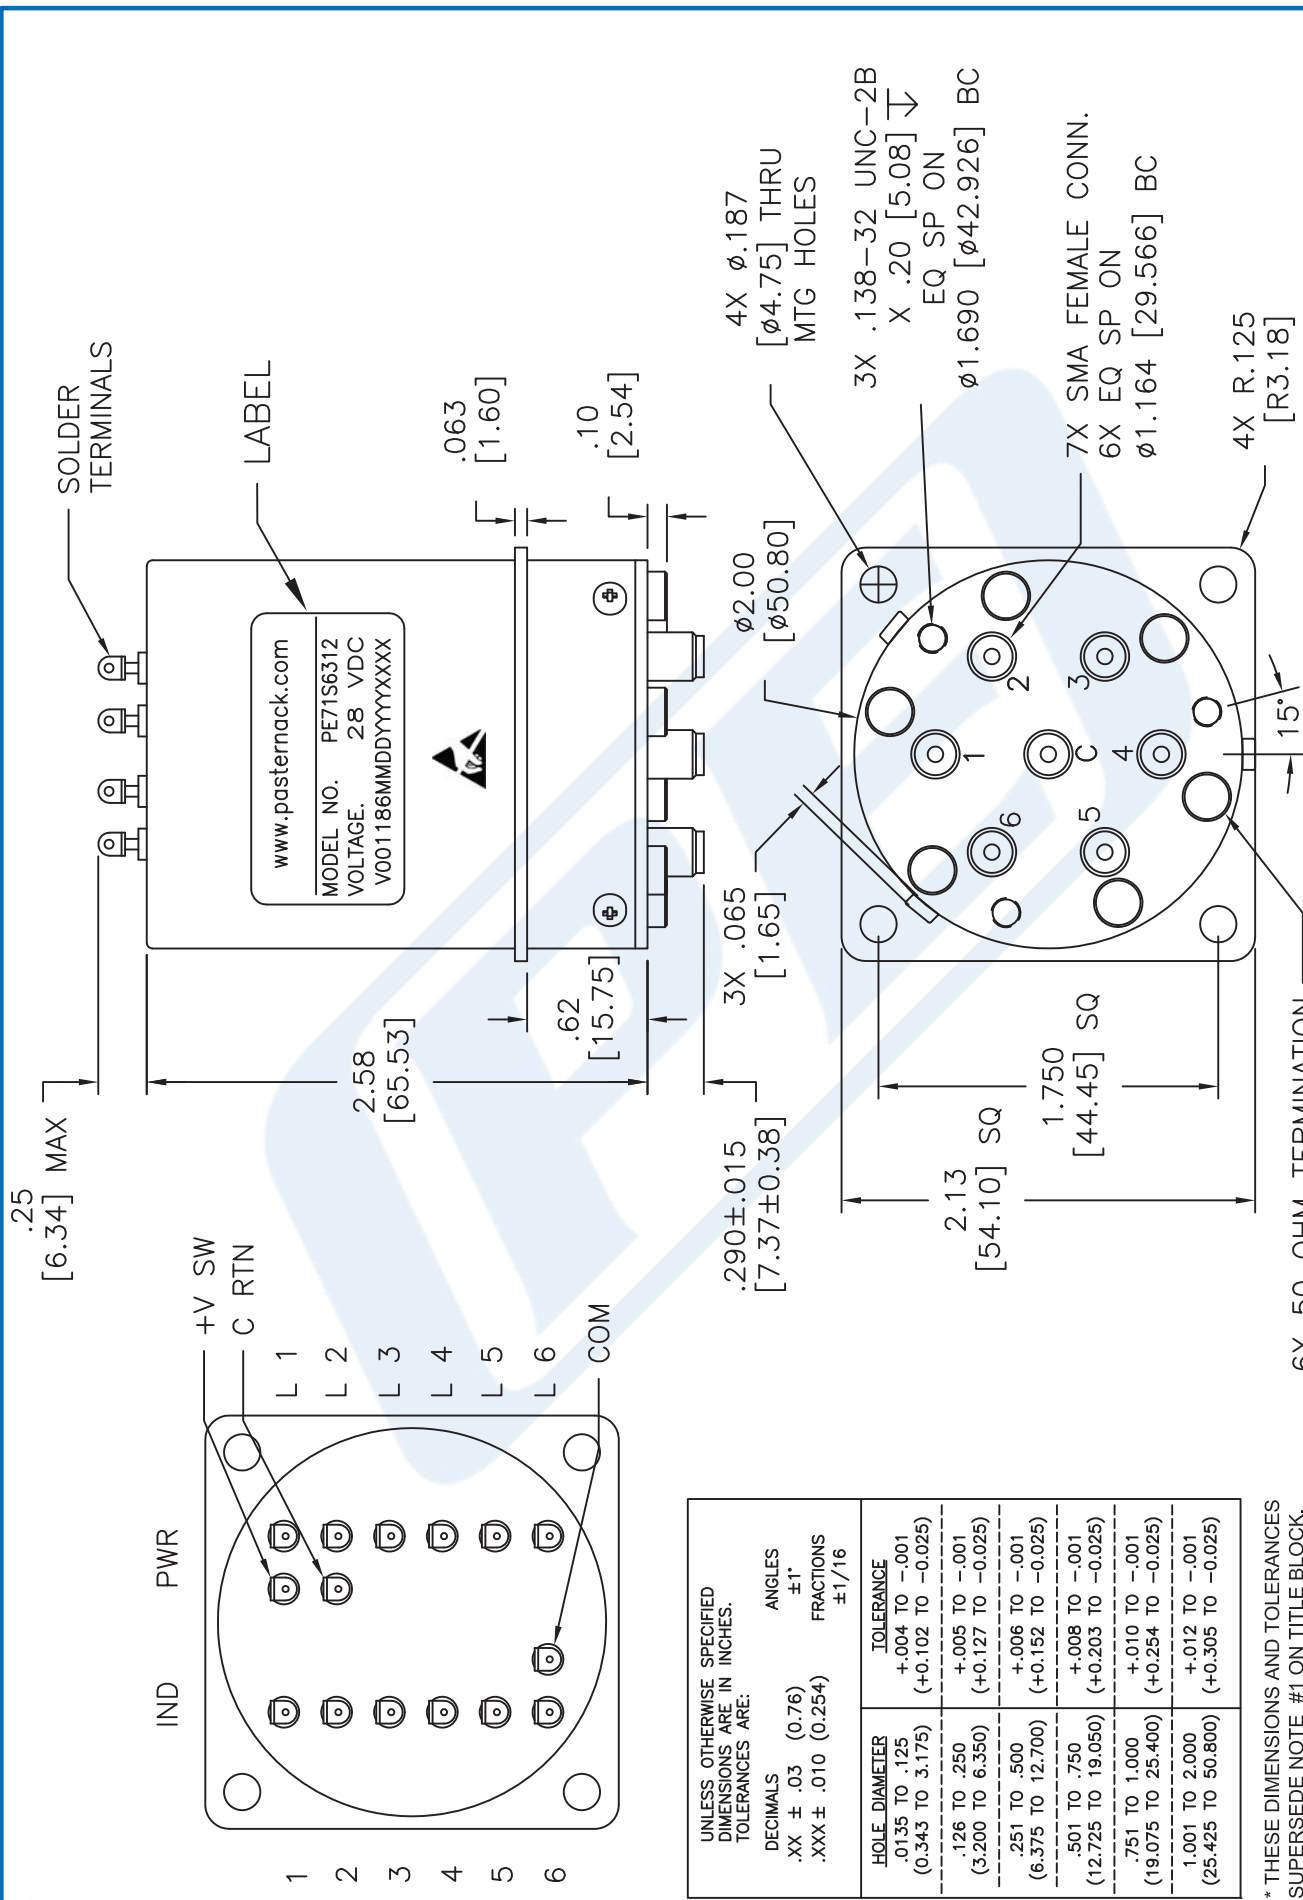 .25
[6.34] MAX
SOLDER
TERMINALS
LABEL
www.pasternack.com
MODEL NO. PE71S6312
VOLTAGE. 28 VDC
V001186MMDDYYYYXXXX
.063
[1.60]
.10
[2.54]
2.58
[65.53]
.62
[15.75]
.290±.015
[7.37±0.38]
+V SW
C RTN
PWR
IND
L 1
L 2
L 3
L 4
L 5
L 6
COM
1
2
3
4
5
6
4X ø.187
[ø4.75] THRU
MTG HOLES
3X .138-32 UNC-2B
X .20 [5.08] ↧
EQ SP ON
ø1.690 [ø42.926] BC
7X SMA FEMALE CONN.
6X EQ SP ON
ø1.164 [29.566] BC
4X R.125
[R3.18]
ø2.00
[ø50.80]
3X .065
[1.65]
1
2
3
4
5
6
C
15°
1.750
[44.45] SQ
2.13
[54.10] SQ
6X 50 OHM TERMINATION
UNLESS OTHERWISE SPECIFIED
DIMENSIONS ARE IN INCHES.
TOLERANCES ARE:
DECIMALS ANGLES
.XX ± .03 (0.76) ±1°
.XXX ± .010 (0.254) FRACTIONS
±1/16
HOLE DIAMETER TOLERANCE
.0135 TO .125 +.004 TO -.001
(0.343 TO 3.175) (+0.102 TO -0.025)
.126 TO .250 +.005 TO -.001
(3.200 TO 6.350) (+0.127 TO -0.025)
.251 TO .500 +.006 TO -.001
(6.375 TO 12.700) (+0.152 TO -0.025)
.501 TO .750 +.008 TO -.001
(12.725 TO 19.050) (+0.203 TO -0.025)
.751 TO 1.000 +.010 TO -.001
(19.075 TO 25.400) (+0.254 TO -0.025)
1.001 TO 2.000 +.012 TO -.001
(25.425 TO 50.800) (+0.305 TO -0.025)
* THESE DIMENSIONS AND TOLERANCES
SUPERSEDE NOTE #1 ON TITLE BLOCK.